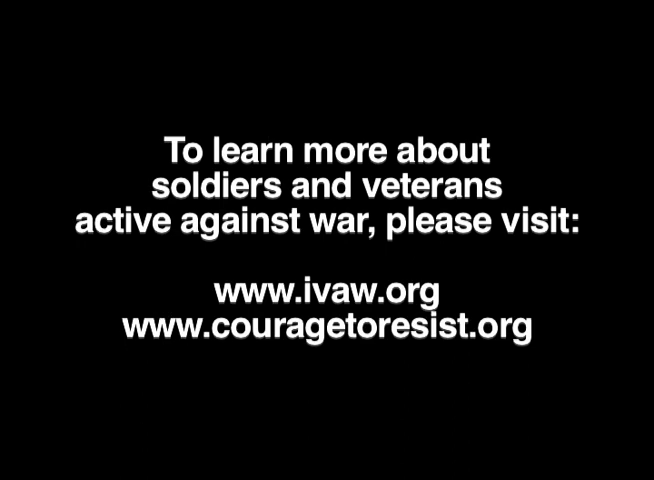 To learn more about
soldiers and veterans
active against war, please visit:
www.ivaw.org
www.couragetoresist.org